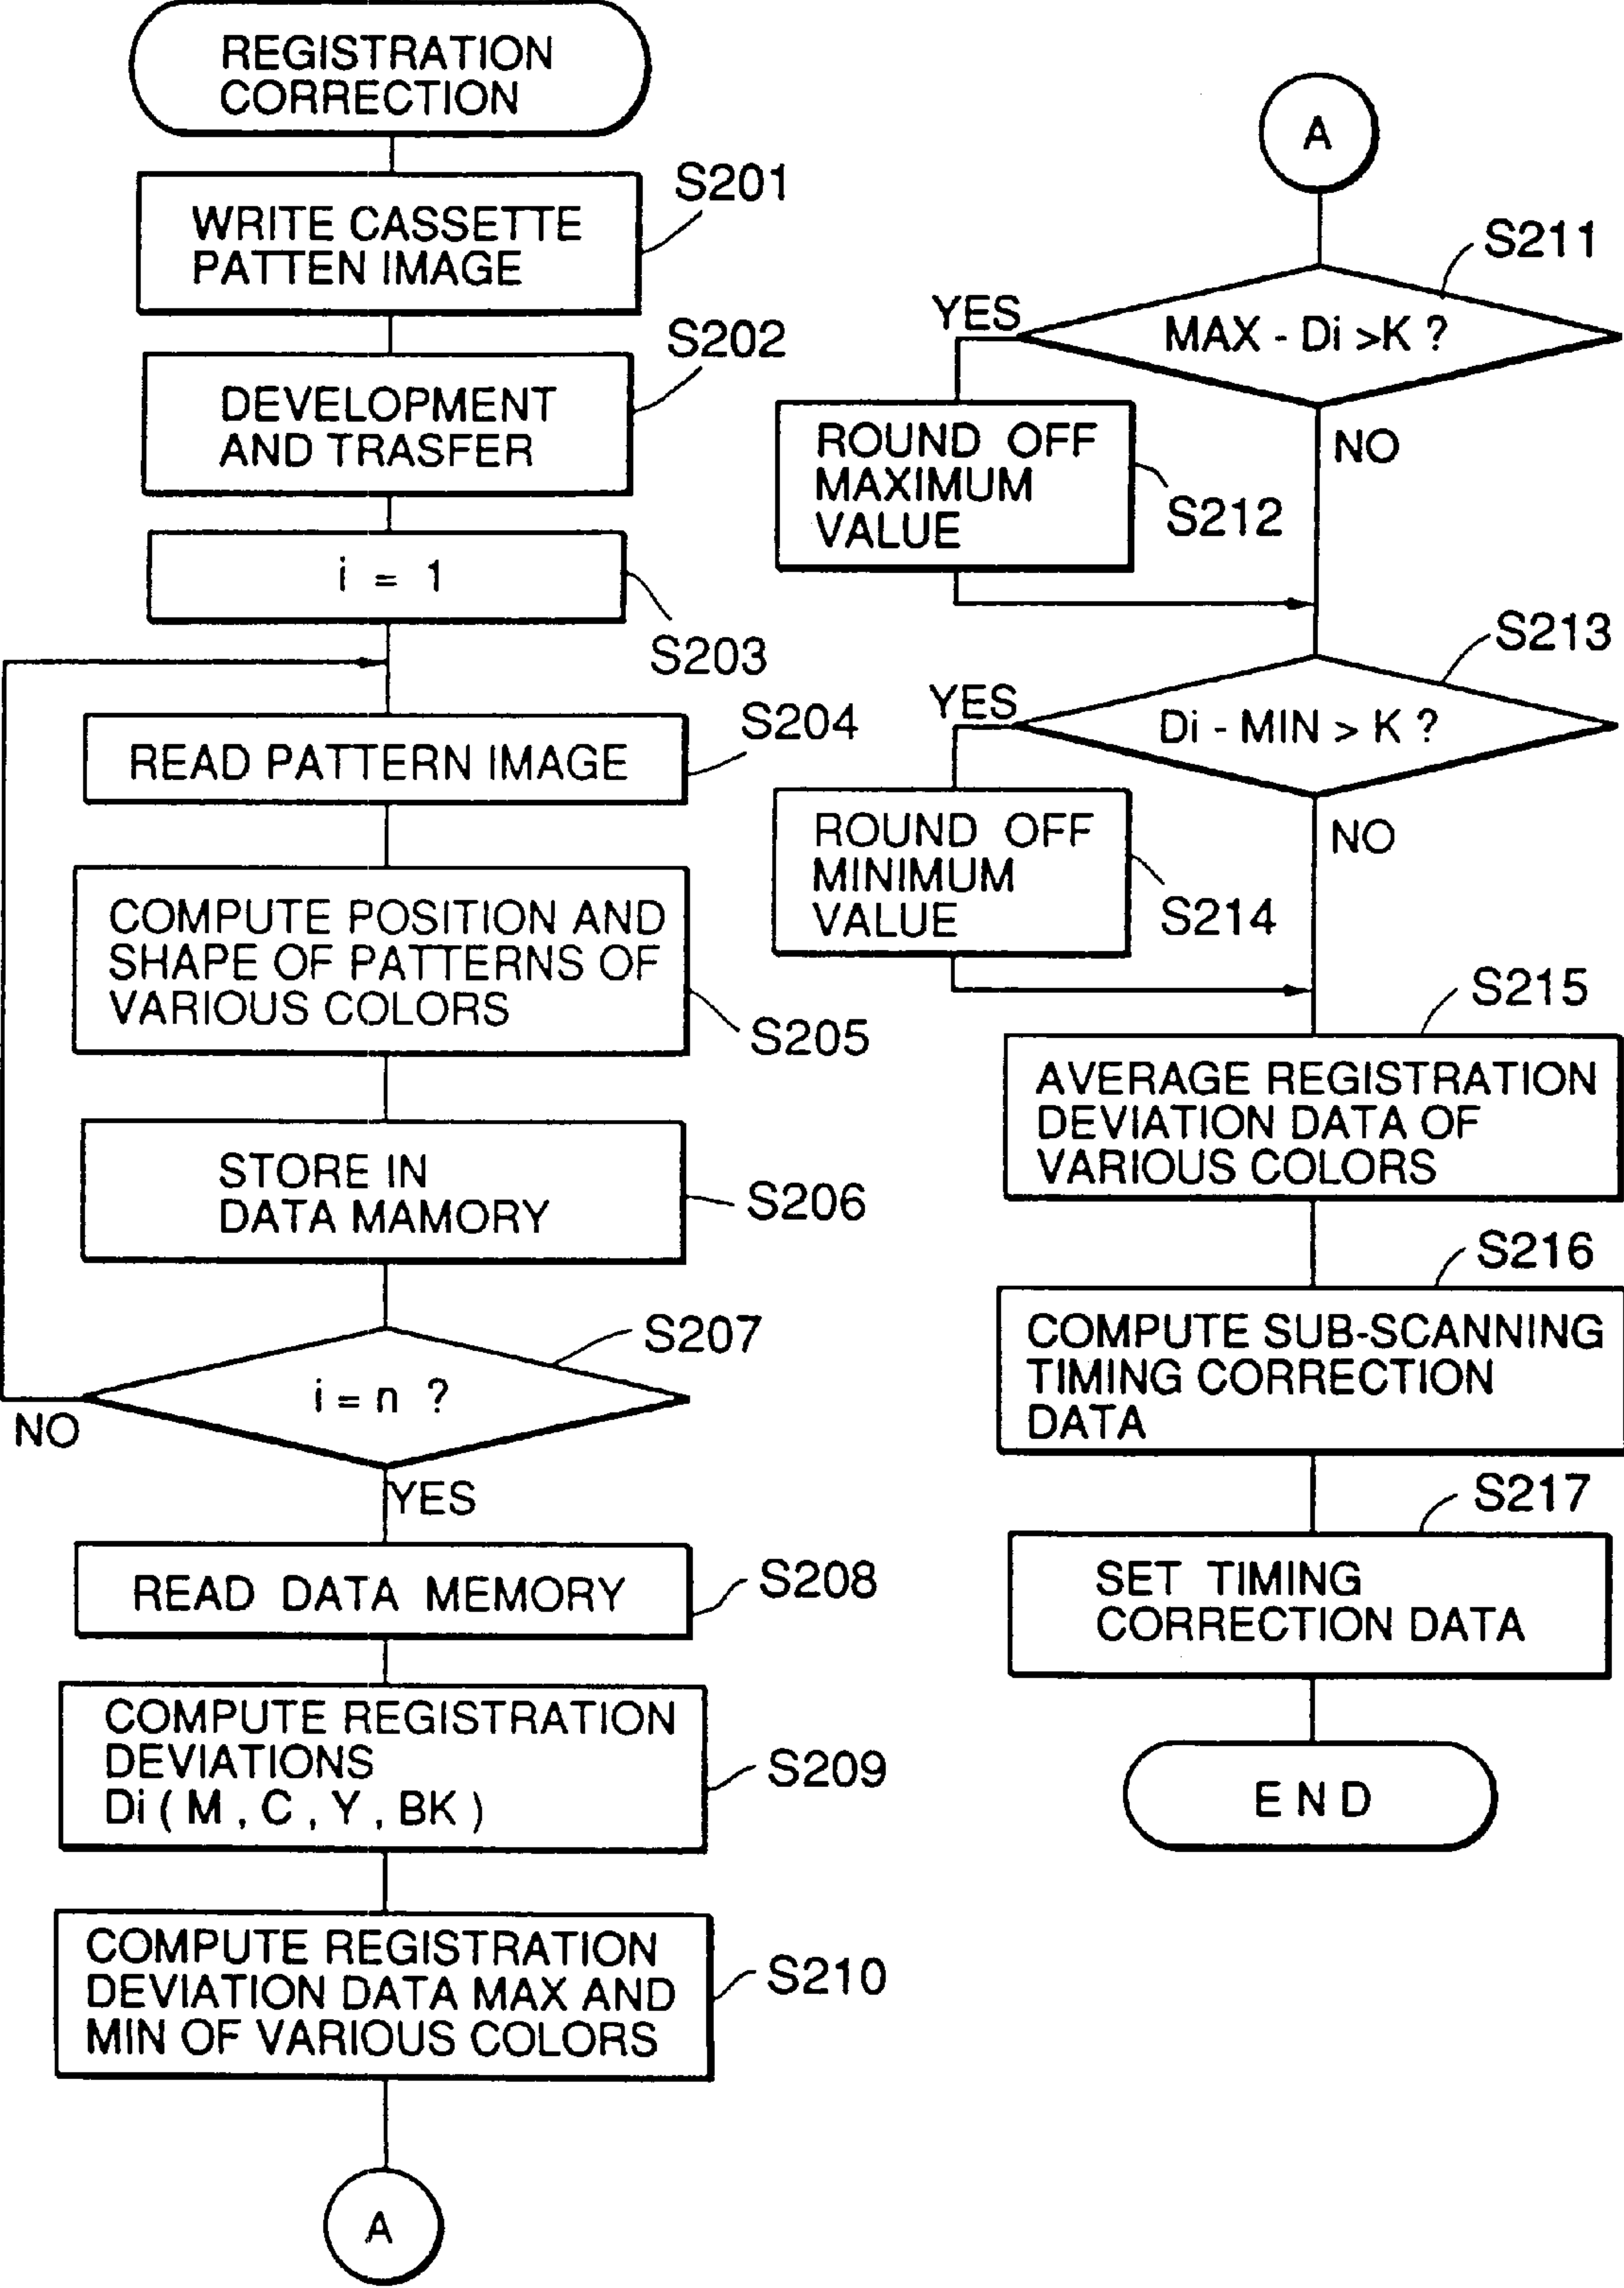 REGISTRATION
CORRECTION
S201
WRITE CASSETTE
PATTEN IMAGE
S202
DEVELOPMENT
AND TRASFER
i = 1
S203
S204
READ PATTERN IMAGE
COMPUTE POSITION AND
SHAPE OF PATTERNS OF
VARIOUS COLORS
S205
STORE IN
DATA MAMORY
S206
S207
i = n ?
NO
YES
READ DATA MEMORY
S208
COMPUTE REGISTRATION
DEVIATIONS
Di ( M , C , Y , BK )
S209
COMPUTE REGISTRATION
DEVIATION DATA MAX AND
MIN OF VARIOUS COLORS
S210
A
A
S211
YES
MAX - Di >K ?
NO
ROUND OFF
MAXIMUM
VALUE
S212
S213
YES
Di - MIN > K ?
NO
ROUND OFF
MINIMUM
VALUE
S214
S215
AVERAGE REGISTRATION
DEVIATION DATA OF
VARIOUS COLORS
S216
COMPUTE SUB-SCANNING
TIMING CORRECTION
DATA
S217
SET TIMING
CORRECTION DATA
END